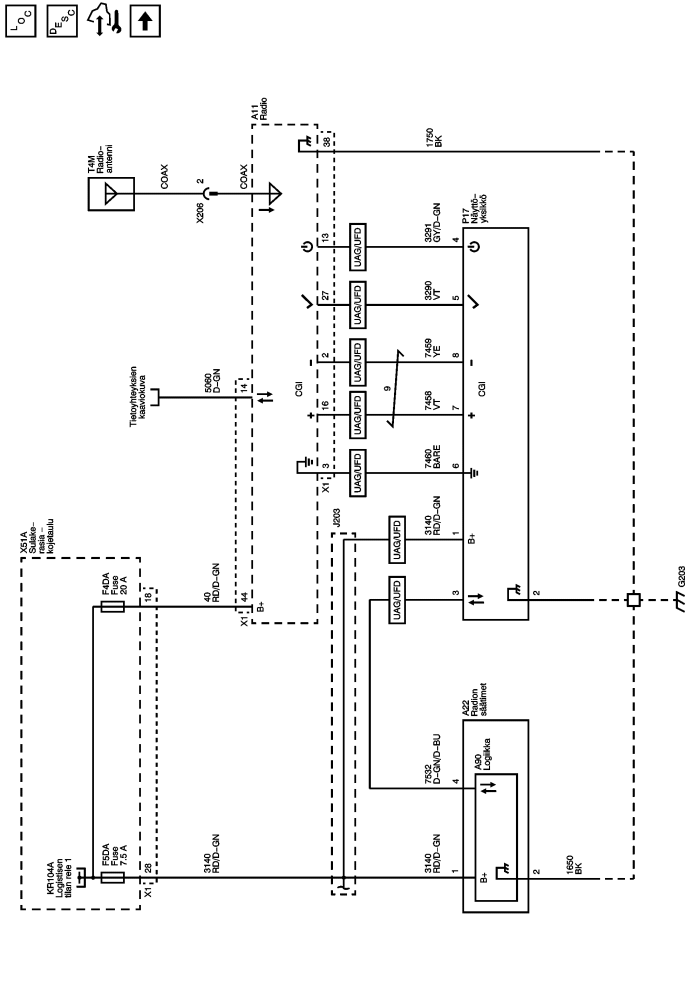 LOC
DESC
T4M
Radio–
antenni
COAX
2
X206
COAX
A11
Radio
38
1750
BK
13
UAG/UFD
3291
GY/D–GN
4
P17
Näyttö–
yksikkö
27
UAG/UFD
3290
VT
5
2
UAG/UFD
7459
YE
8
CGI
9
CGI
16
UAG/UFD
7458
VT
7
3
X1
UAG/UFD
7460
BARE
6
Tietoyhteyksien
kaaviokuva
5060
D–GN
14
X51A
Sulake–
rasia –
kojetaulu
J203
UAG/UFD
3140
RD/D–GN
1
B+
F4DA
Fuse
20 A
18
40
RD/D–GN
44
X1
B+
UAG/UFD
3
2
G203
A22
Radion
säätimet
A90
Logiikka
7532
D–GN/D–BU
4
KR104A
Logistisen
tilan rele 1
F5DA
Fuse
7.5 A
28
X1
3140
RD/D–GN
3140
RD/D–GN
1
B+
2
1650
BK